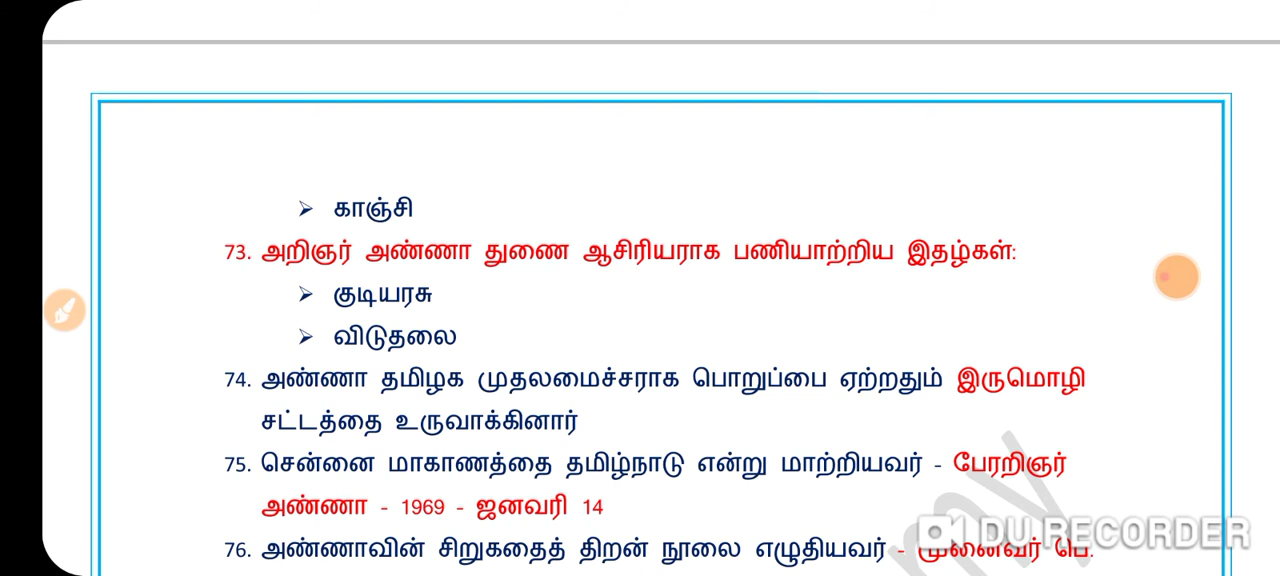 ➢ காஞ்சி
73. அறிஞர் அண்ணா துணை ஆசிரியராக பணியாற்றிய இதழ்கள்:
➢ குடியரசு
➢ விடுதலை
74. அண்ணா தமிழக முதலமைச்சராக பொறுப்பை ஏற்றதும் இருமொழி
சட்டத்தை உருவாக்கினார்
75. சென்னை மாகாணத்தை தமிழ்நாடு என்று மாற்றியவர் - பேரறிஞர்
அண்ணா - 1969 - ஜனவரி 14
76. அண்ணாவின் சிறுகதைத் திறன் நூலை எழுதியவர் - முனைவர் பெ.
DU RECORDER